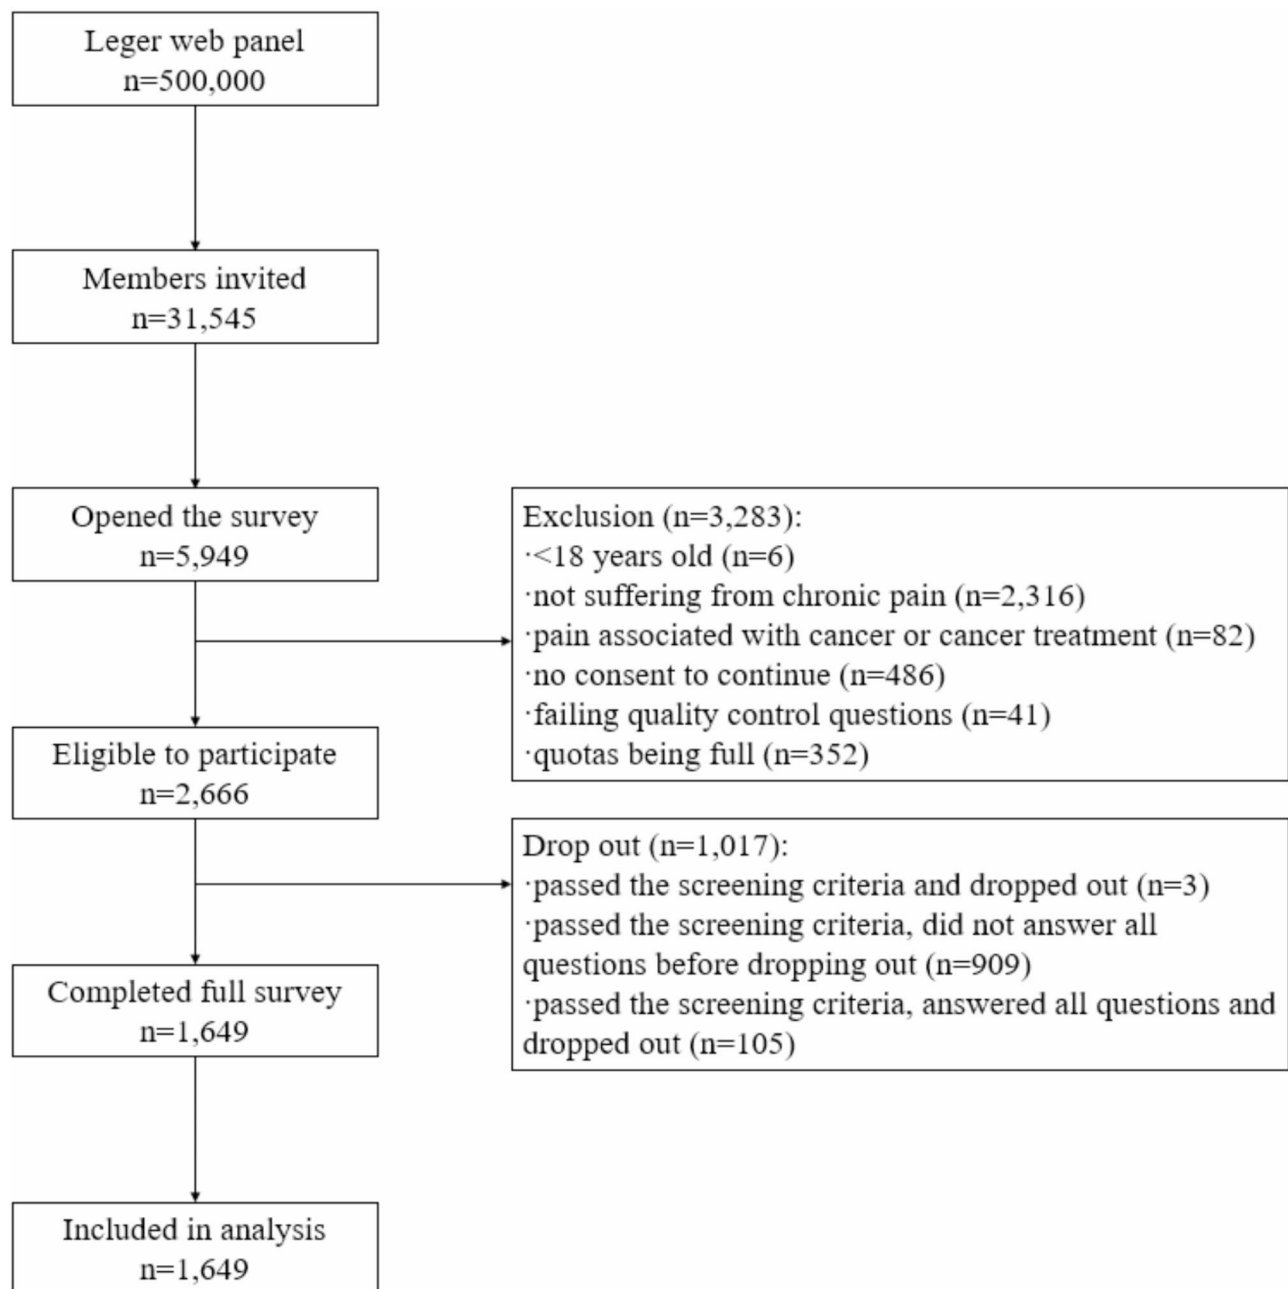 Leger web panel
n=500,000
Members invited
n=31,545
Opened the survey
n=5,949
Exclusion (n=3,283):
·<18 years old (n=6)
·not suffering from chronic pain (n=2,316)
·pain associated with cancer or cancer treatment (n=82)
·no consent to continue (n=486)
·failing quality control questions (n=41)
·quotas being full (n=352)
Eligible to participate
n=2,666
Drop out (n=1,017):
·passed the screening criteria and dropped out (n=3)
·passed the screening criteria, did not answer all
questions before dropping out (n=909)
·passed the screening criteria, answered all questions and
dropped out (n=105)
Completed full survey
n=1,649
Included in analysis
n=1,649